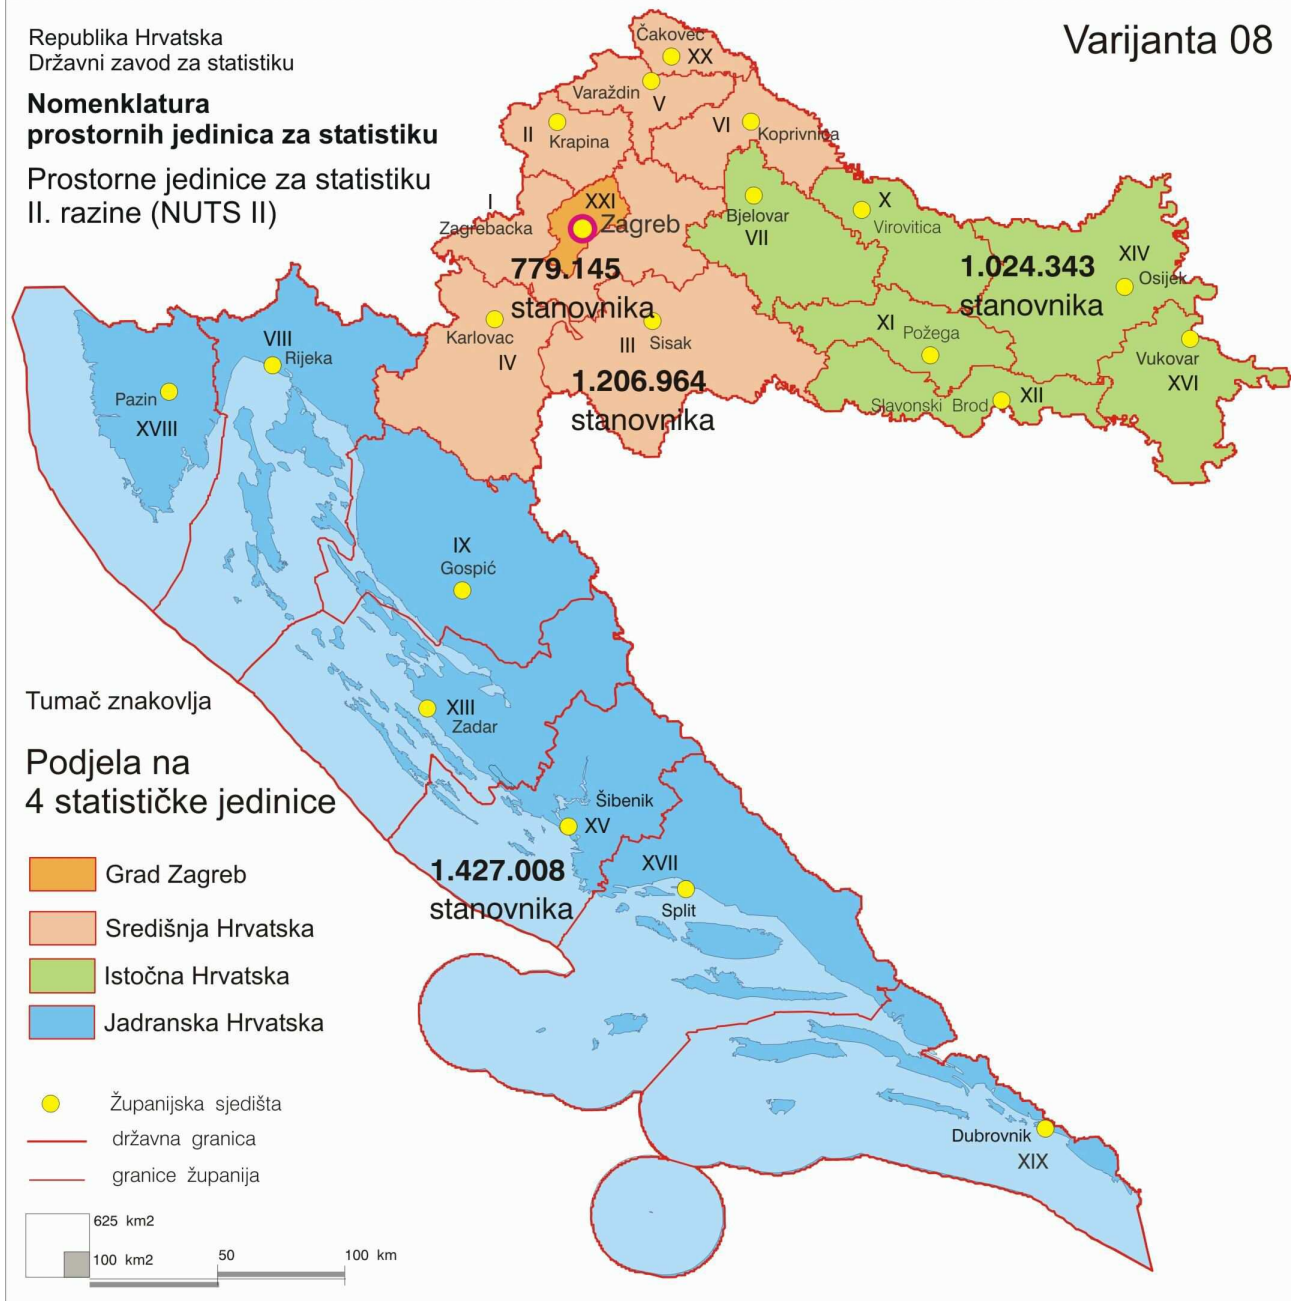 Republika Hrvatska
Državni zavod za statistiku
Varijanta 08
Nomenklatura
prostornih jedinica za statistiku
Prostorne jedinice za statistiku
II. razine (NUTS II)
Čakovec
XX
Varaždin
V
II
Krapina
VI
Koprivnica
I
Zagrebacka
XXI
Zagreb
779.145
stanovnika
Bjelovar
VII
X
Virovitica
1.024.343
stanovnika
XIV
Osijek
Karlovac
IV
III Sisak
1.206.964
stanovnika
XI
Požega
Vukovar
XVI
Slavonski Brod
XII
VIII
Rijeka
Pazin
XVIII
IX
Gospić
XIII
Zadar
Šibenik
XV
1.427.008
stanovnika
XVII
Split
Dubrovnik
XIX
Tumač znakovlja
Podjela na
4 statističke jedinice
Grad Zagreb
Središnja Hrvatska
Istočna Hrvatska
Jadranska Hrvatska
Županijska sjedišta
državna granica
granice županija
625 km2
100 km2
50
100 km